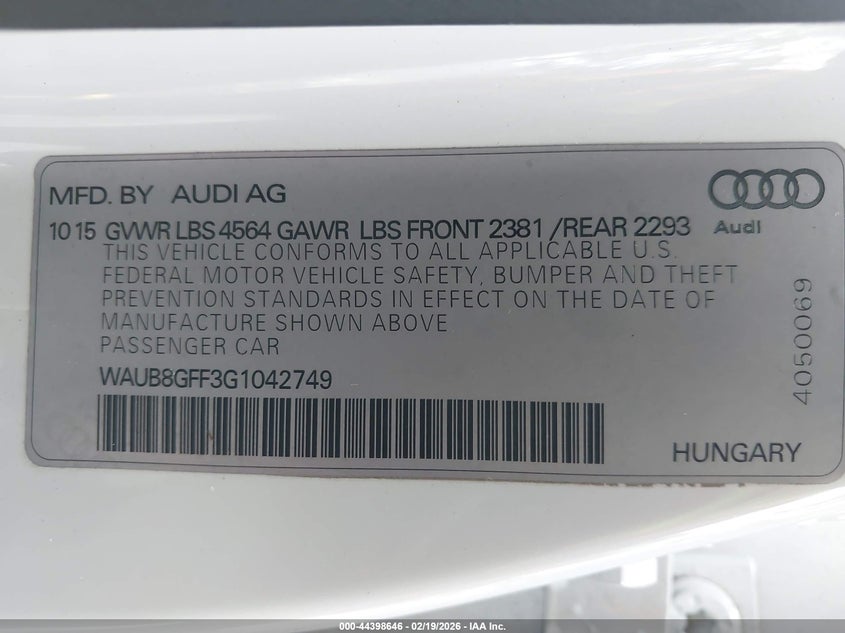 MFD. BY AUDI AG
Audi
10 15 GVWR LBS 4564 GAWR LBS FRONT 2381 /REAR 2293
THIS VEHICLE CONFORMS TO ALL APPLICABLE U.S.
FEDERAL MOTOR VEHICLE SAFETY, BUMPER AND THEFT
PREVENTION STANDARDS IN EFFECT ON THE DATE OF
MANUFACTURE SHOWN ABOVE
PASSENGER CAR
WAUB8GFF3G1042749
4050069
HUNGARY
000-44398646 - 02/19/2026 - IAA Inc.